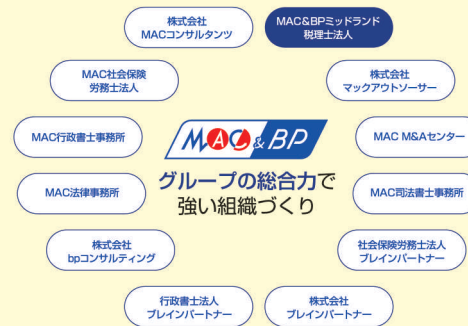 株式会社
MACコンサルタンツ
MAC&BPミッドランド
税理士法人
MAC社会保険
労務士法人
株式会社
マックアウトソーサー
MAC行政書士事務所
MAC & BP
MAC M&Aセンター
グループの総合力で
強い組織づくり
MAC法律事務所
MAC司法書士事務所
株式会社
bpコンサルティング
社会保険労務士法人
ブレインパートナー
行政書士法人
ブレインパートナー
株式会社
ブレインパートナー